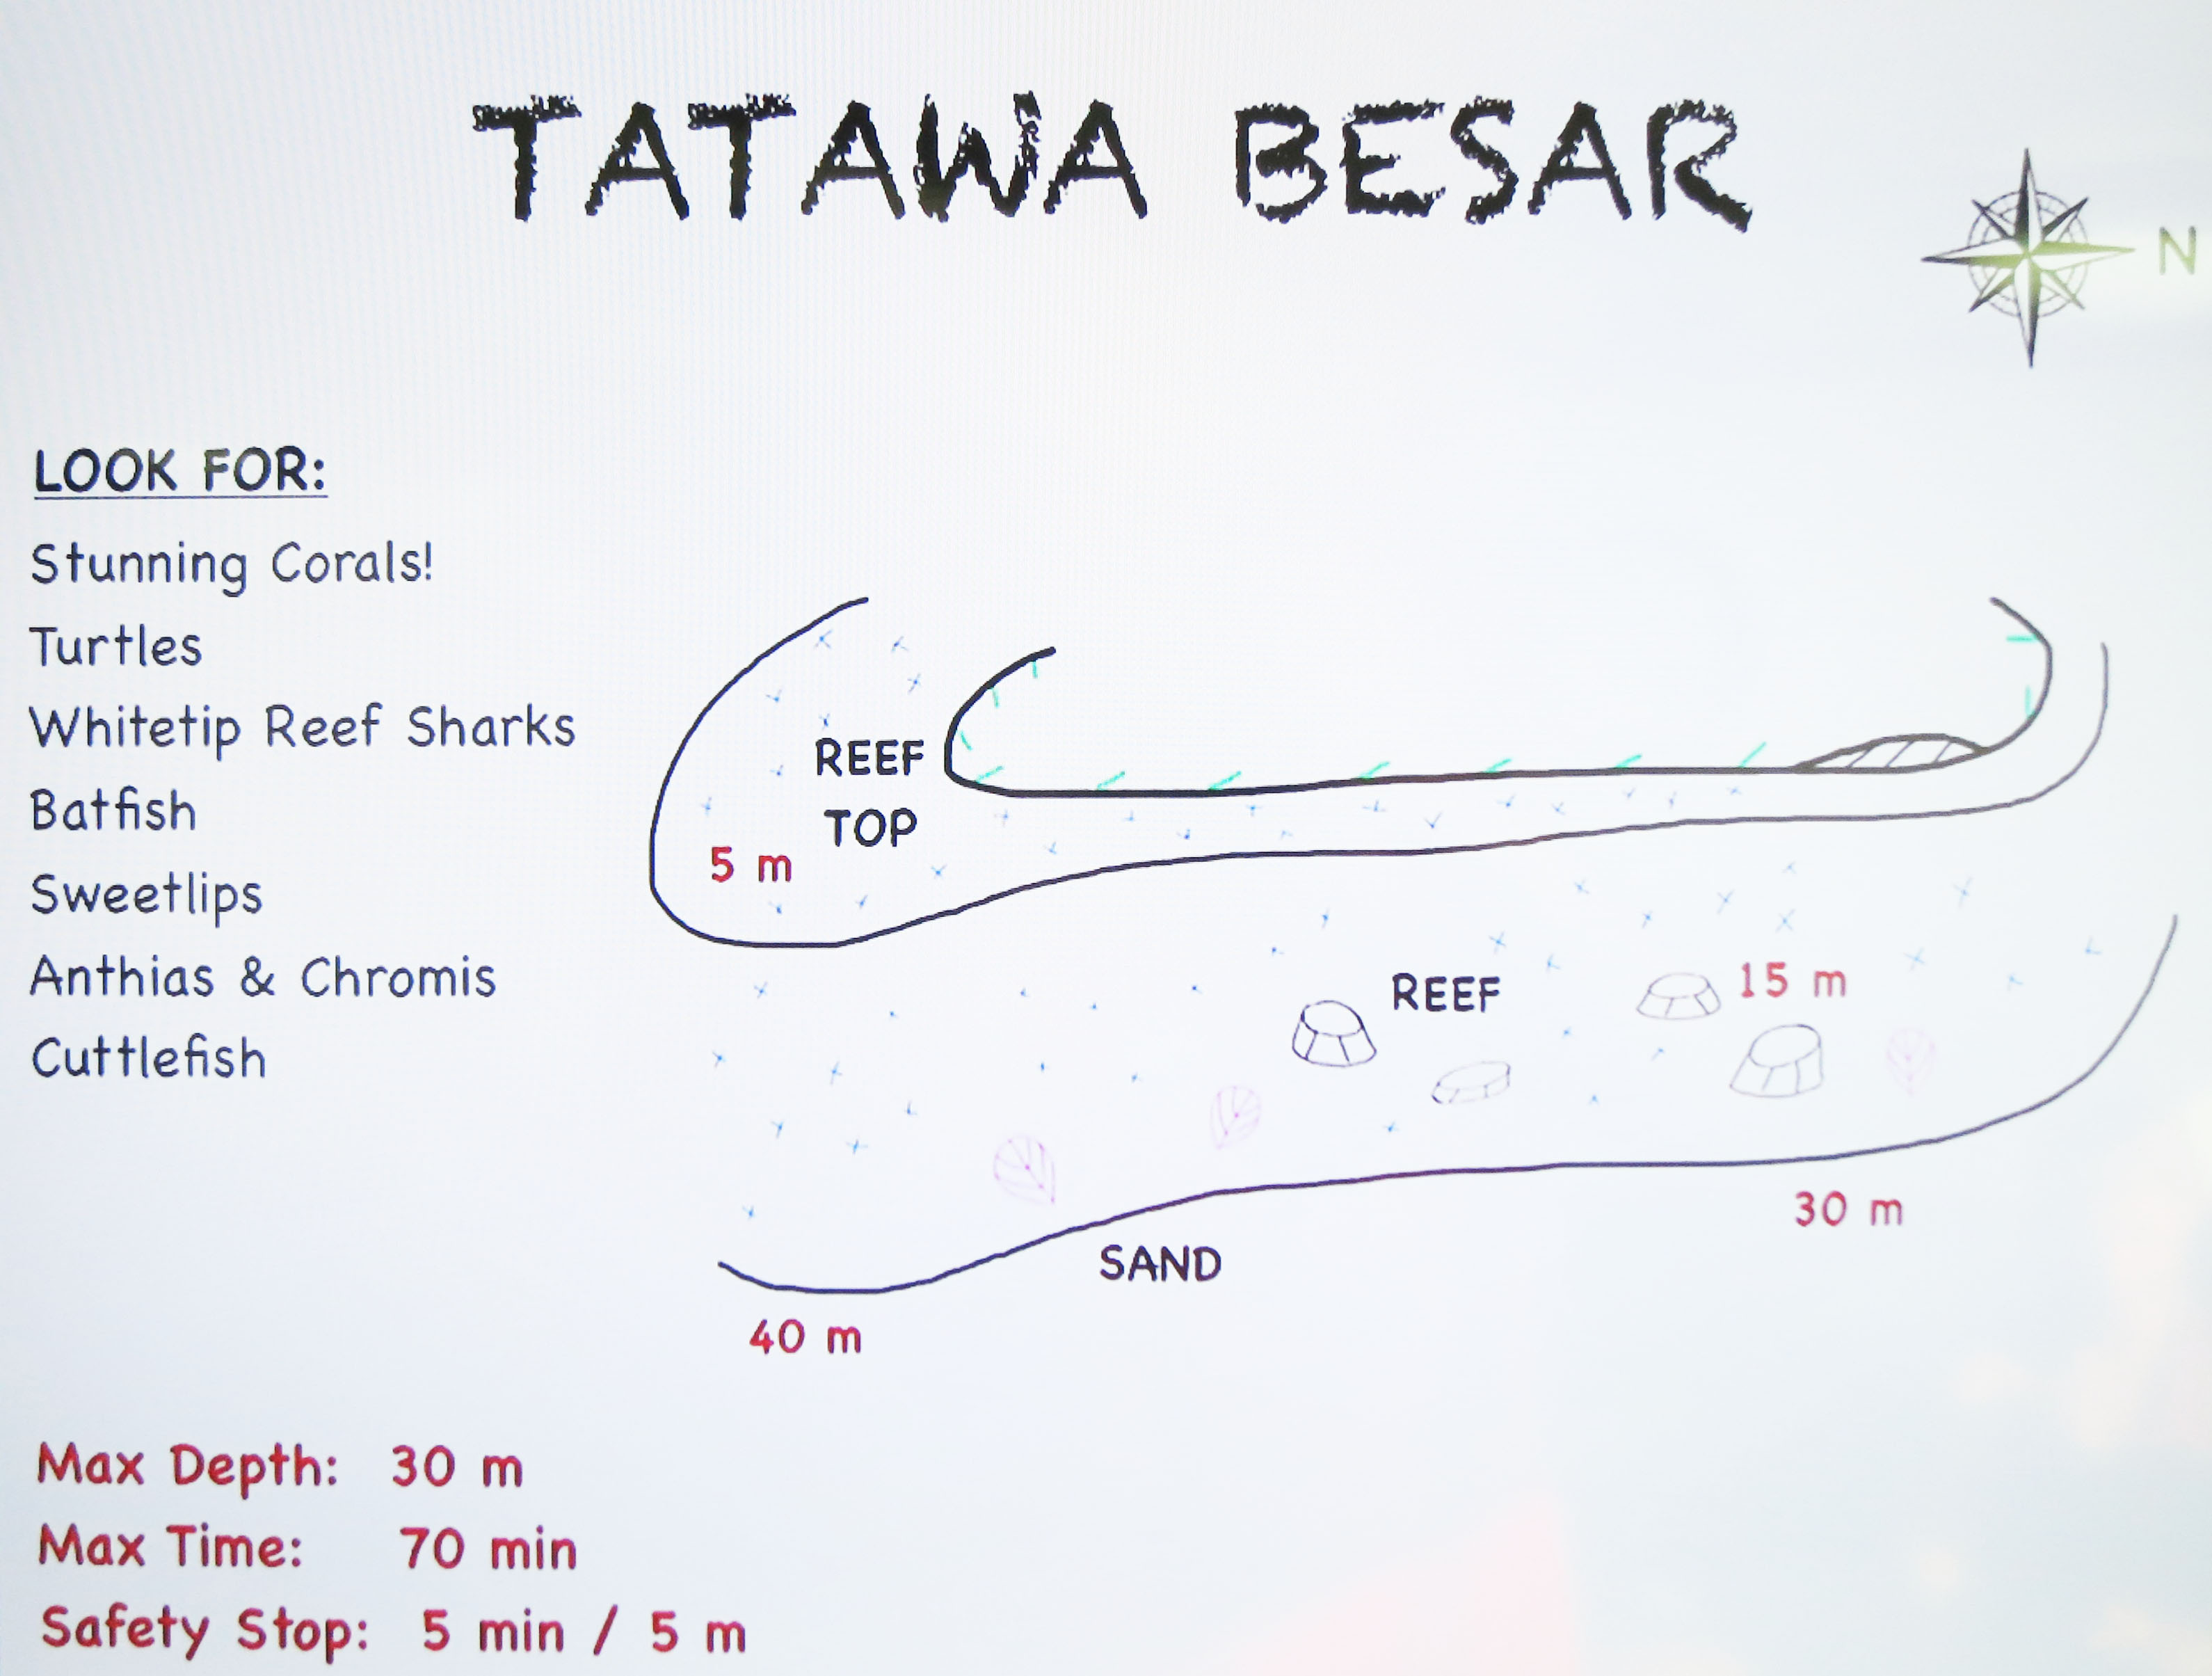 TATAWA BESAR
N
LOOK FOR:
Stunning Corals!
Turtles
Whitetip Reef Sharks
Batfish
Sweetlips
Anthias & Chromis
Cuttlefish
REEF
TOP
5 m
REEF
15 m
30 m
SAND
40 m
Max Depth: 30 m
Max Time: 70 min
Safety Stop: 5 min / 5 m